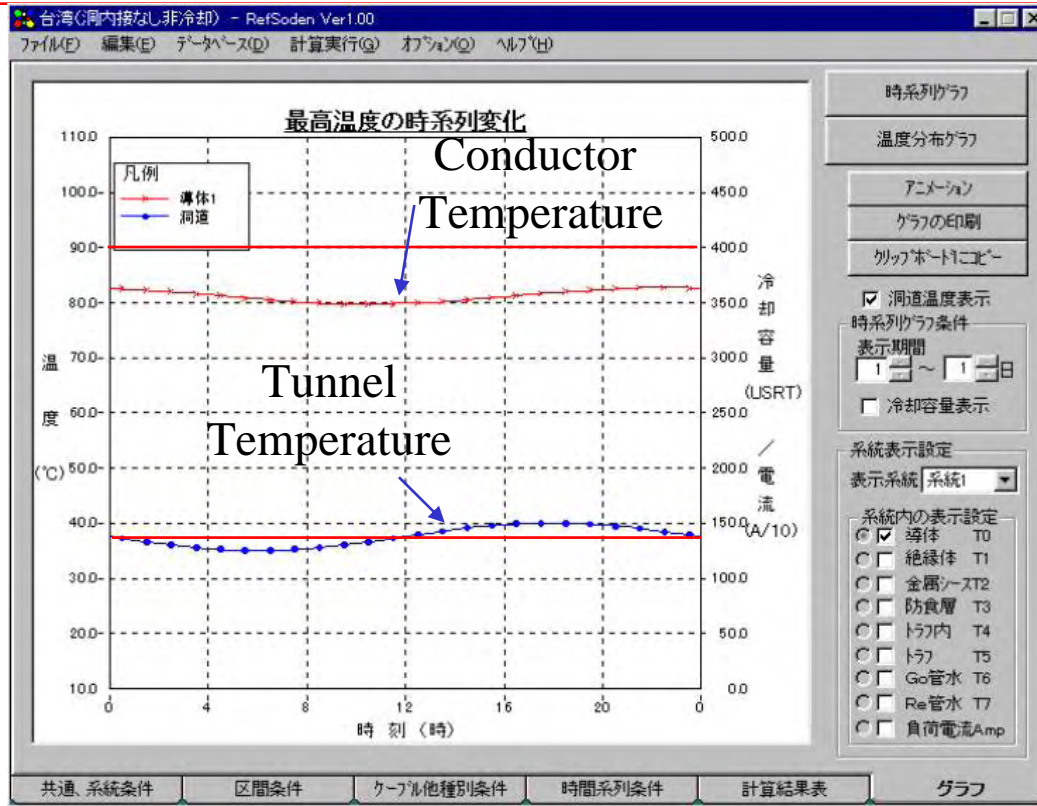 台湾(洞内接なし非冷却) - RefSoden Ver1.00
ファイル(F) 編集(E) データベース(D) 計算実行(G) オプション(O) ヘルプ(H)
最高温度の時系列変化
凡例
導体1
洞道
Conductor
Temperature
Tunnel
Temperature
温度(℃)
110.0
100.0
90.0
80.0
70.0
60.0
50.0
40.0
30.0
20.0
10.0
500.0
450.0
400.0
350.0
300.0
250.0
200.0
150.0
100.0
50.0
0.0
冷却容量(USRT)/電流(A/10)
0 4 8 12 16 20 0
時 刻 (時)
時系列グラフ
温度分布グラフ
アニメーション
グラフの印刷
クリップボードにコピー
洞道温度表示
時系列グラフ条件
表示期間
1 ~ 1 日
冷却容量表示
系統表示設定
表示系統 系統1
系統内の表示設定
導体 T0
絶縁体 T1
金属シースT2
防食層 T3
トラフ内 T4
トラフ T5
Go管水 T6
Re管水 T7
負荷電流Amp
共通、系統条件 区間条件 ケーブル他種別条件 時間系列条件 計算結果表 グラフ